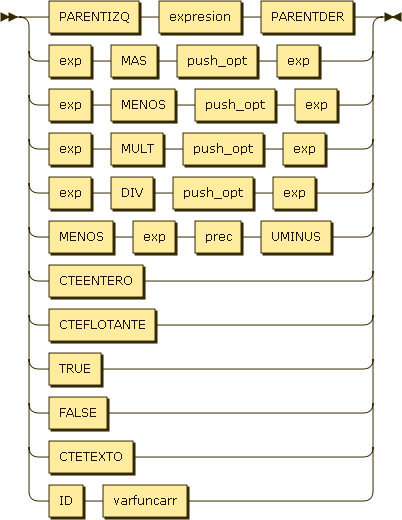 PARENTIZQ expresion PARENTDER
exp MAS push_opt exp
exp MENOS push_opt exp
exp MULT push_opt exp
exp DIV push_opt exp
MENOS exp prec UMINUS
CTEENTERO
CTEFLOTANTE
TRUE
FALSE
CTETEXTO
ID varfuncarr